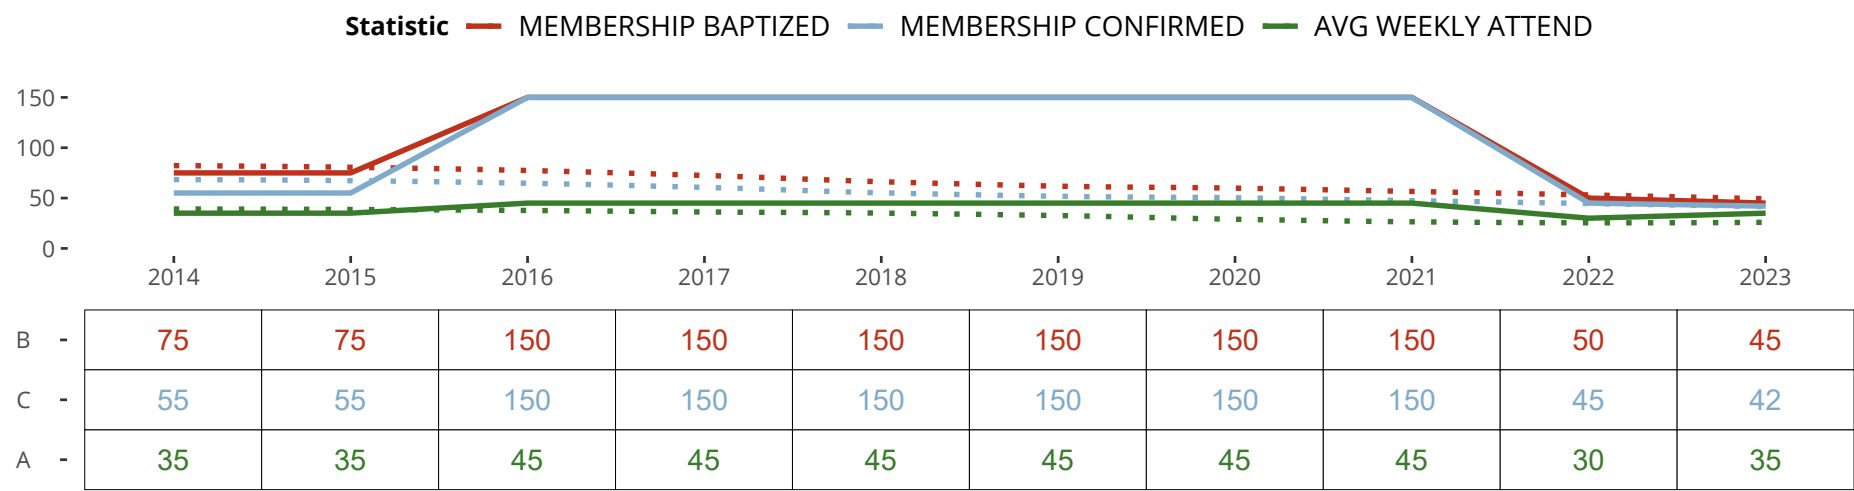 Statistic MEMBERSHIP BAPTIZED MEMBERSHIP CONFIRMED AVG WEEKLY ATTEND
150
100
50
0
2014 2015 2016 2017 2018 2019 2020 2021 2022 2023
B 75 75 150 150 150 150 150 150 50 45
C 55 55 150 150 150 150 150 150 45 42
A 35 35 45 45 45 45 45 45 30 35